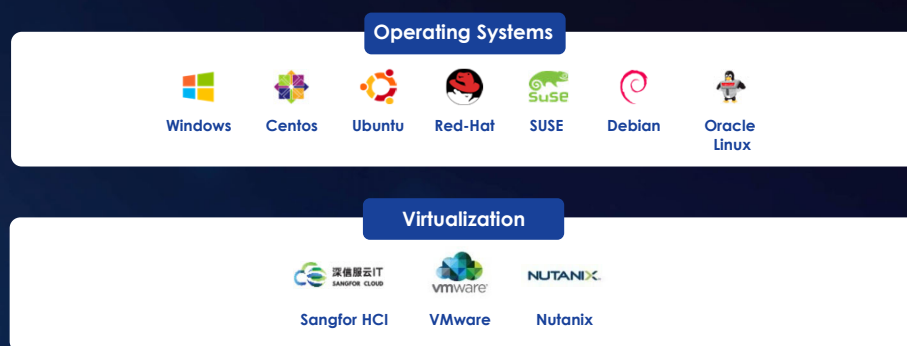 Operating Systems
SUSE
Windows
Centos
Ubuntu
Red-Hat
SUSE
Debian
Oracle
Linux
Virtualization
深信服云IT
SANGFOR CLOUD
vmware
NUTANIX
Sangfor HCI
VMware
Nutanix